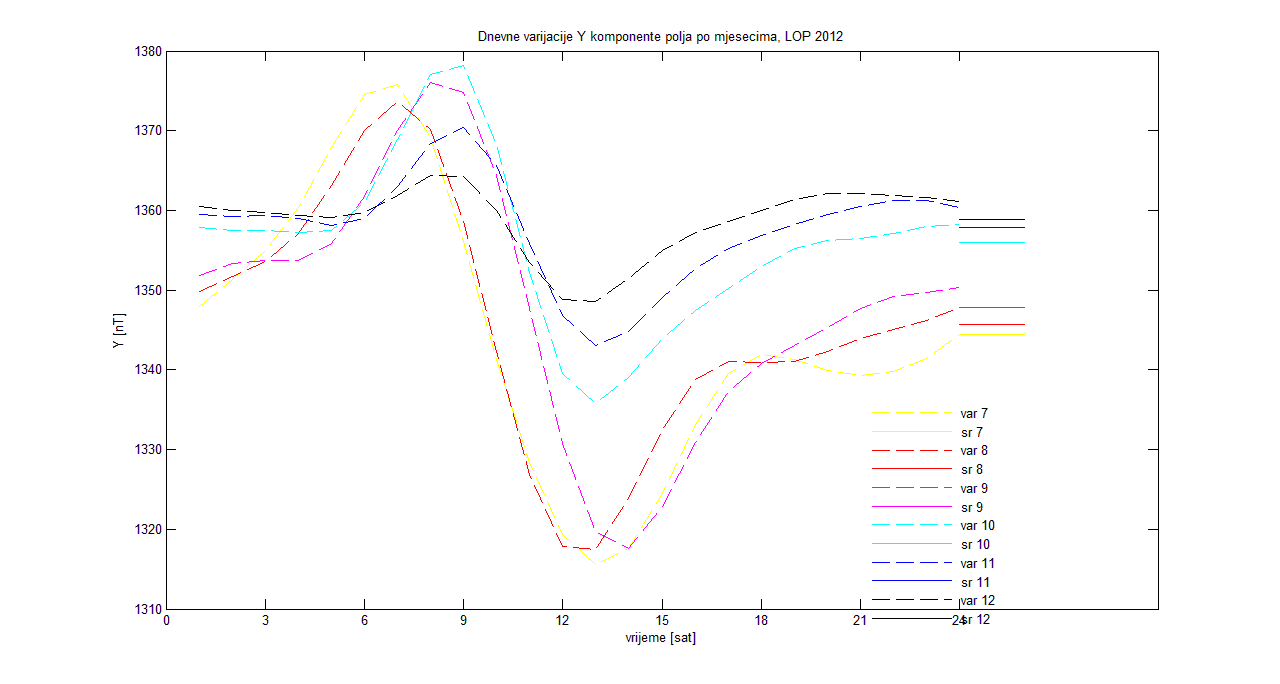 Dnevne varijacije Y komponente polja po mjesecima, LOP 2012
1380
1370
1360
1350
1340
1330
1320
1310
Y [nT]
0 3 6 9 12 15 18 21 24
vrijeme [sat]
var 7
sr 7
var 8
sr 8
var 9
sr 9
var 10
sr 10
var 11
sr 11
var 12
sr 12